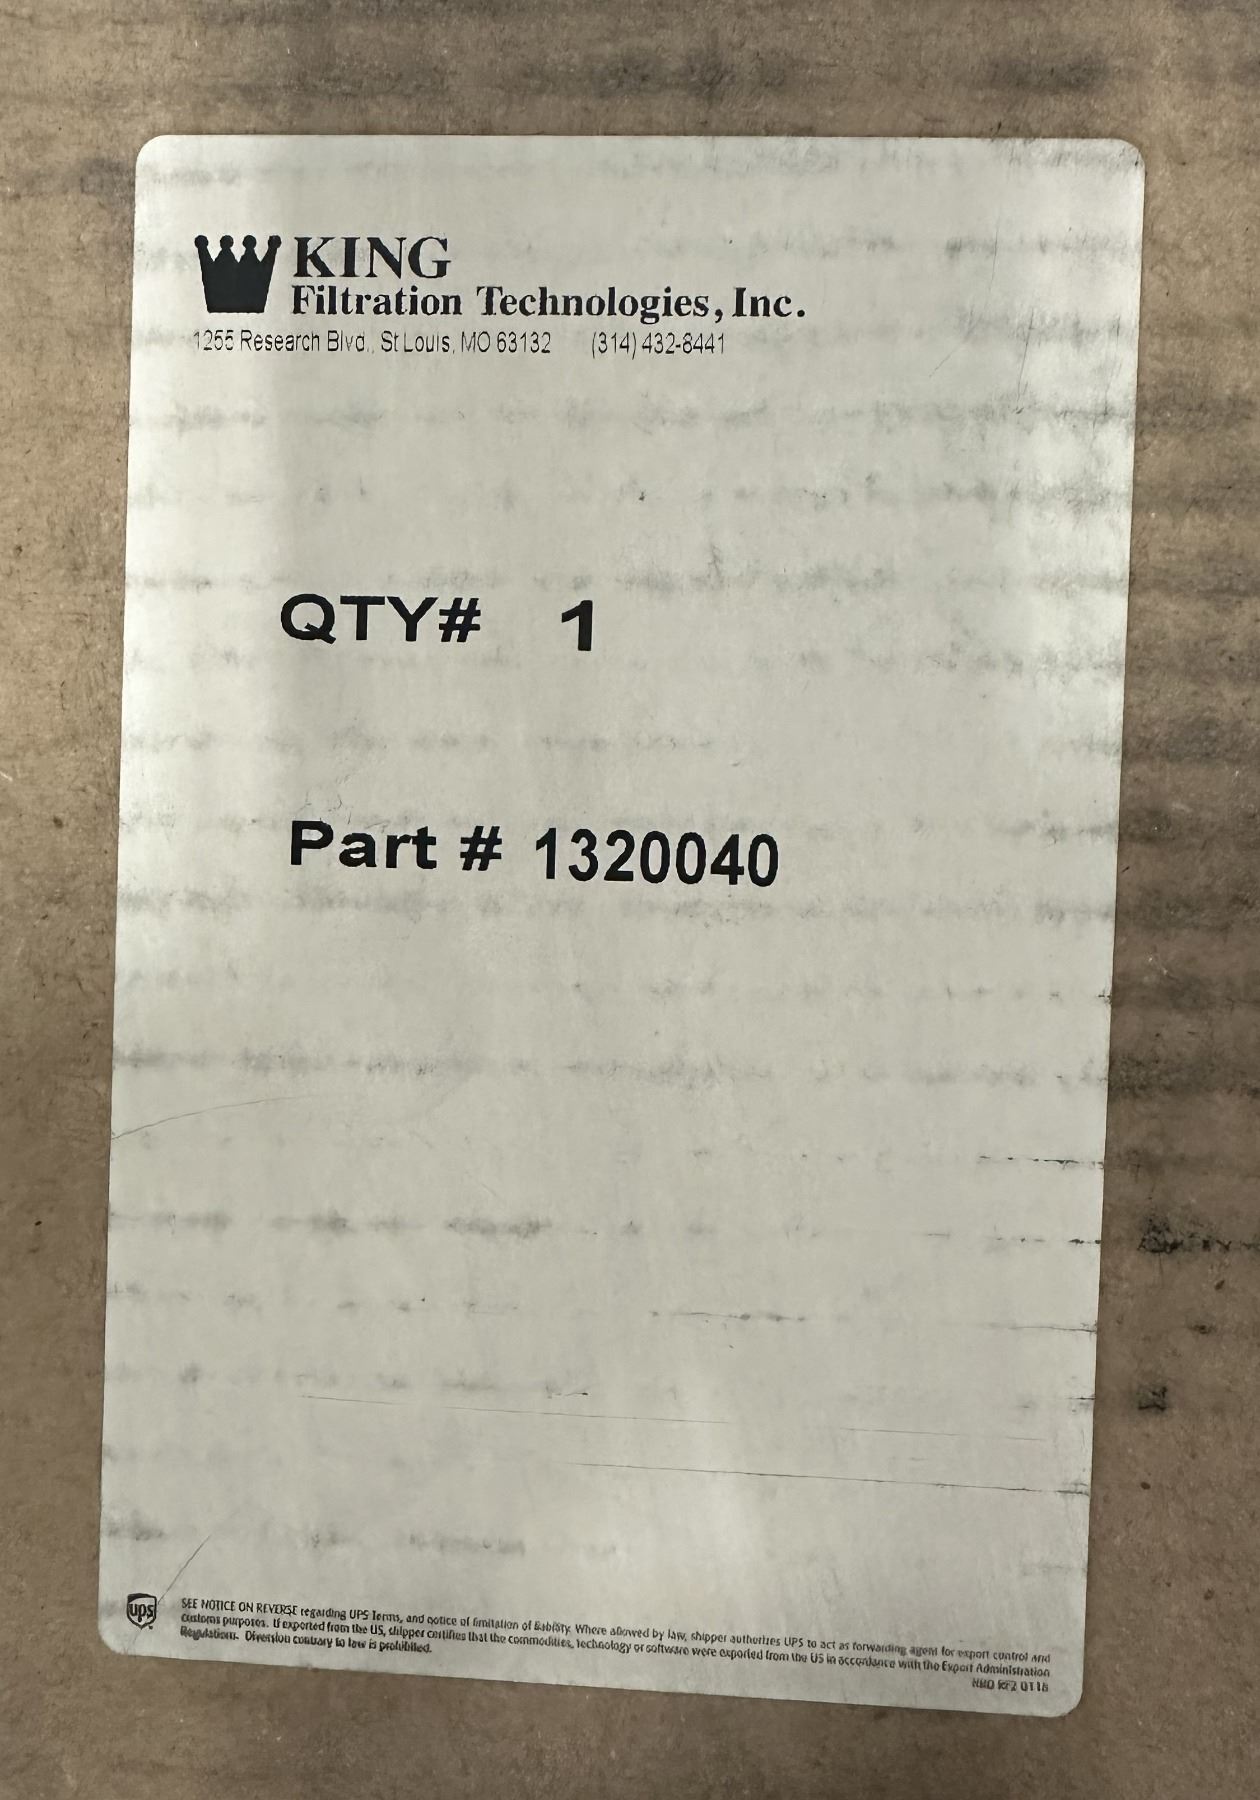 KING
Filtration Technologies, Inc.
1255 Research Blvd., St Louis, MO 63132 (314) 432-8441
QTY# 1
Part # 1320040
ups
SEE NOTICE ON REVERSE regarding UPS Terms, and notice of limitation of liability. Where allowed by law, shipper authorizes UPS to act as forwarding agent for export control and
customs purposes. If exported from the US, shipper certifies that the commodities, technology or software were exported from the US in accordance with the Export Administration
Regulations. Diversion contrary to law is prohibited.